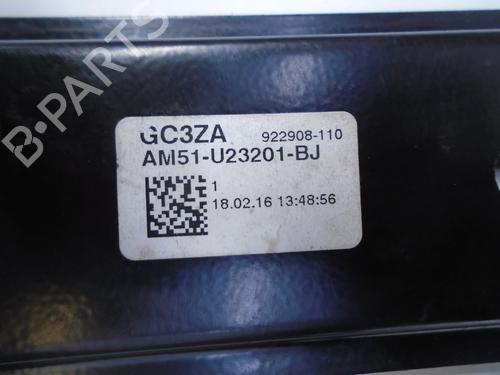 GC3ZA 922908-110
AM51-U23201-BJ
1
18.02.16 13:48:56
B-PARTS